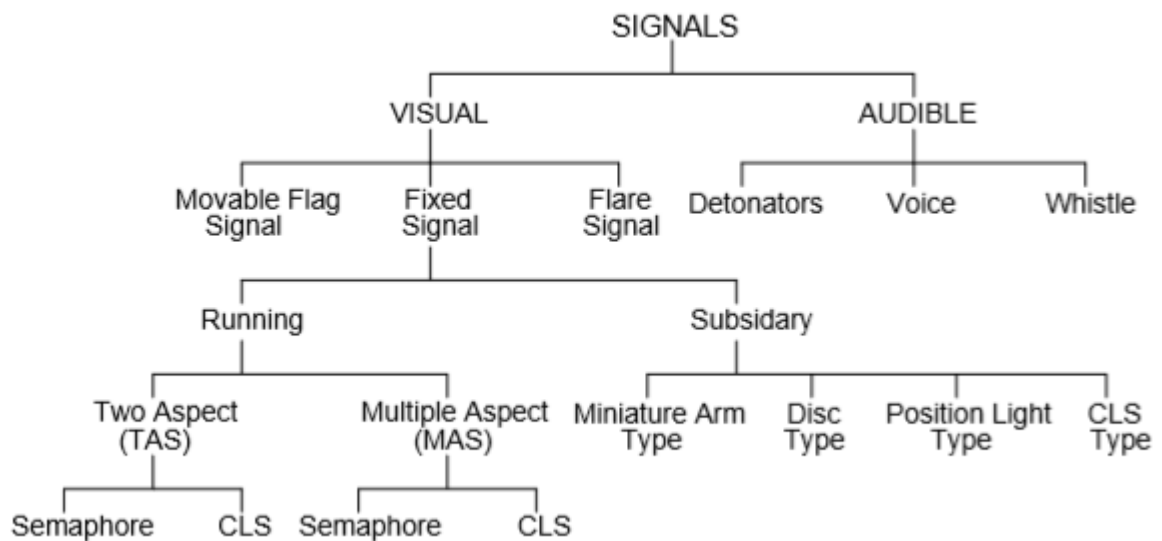 SIGNALS
VISUAL
AUDIBLE
Movable Flag
Signal
Fixed
Signal
Flare
Signal
Detonators
Voice
Whistle
Running
Subsidary
Two Aspect
(TAS)
Multiple Aspect
(MAS)
Miniature Arm
Type
Disc
Type
Position Light
Type
CLS
Type
Semaphore
CLS
Semaphore
CLS